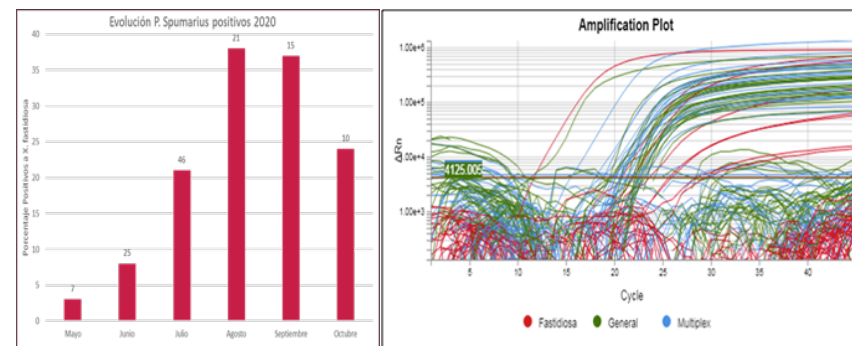 Evolución P. Spumarius positivos 2020
Porcentaje Positivos a X. fastidiosa
40
35
30
25
20
15
10
5
0
7
25
46
21
15
10
Mayo
Junio
Julio
Agosto
Septiembre
Octubre
Amplification Plot
ΔRn
1.00e+6
1.00e+5
1.00e+4
1.00e+3
4125.005
5
10
15
20
25
30
35
40
Cycle
Fastidiosa
General
Multiplex